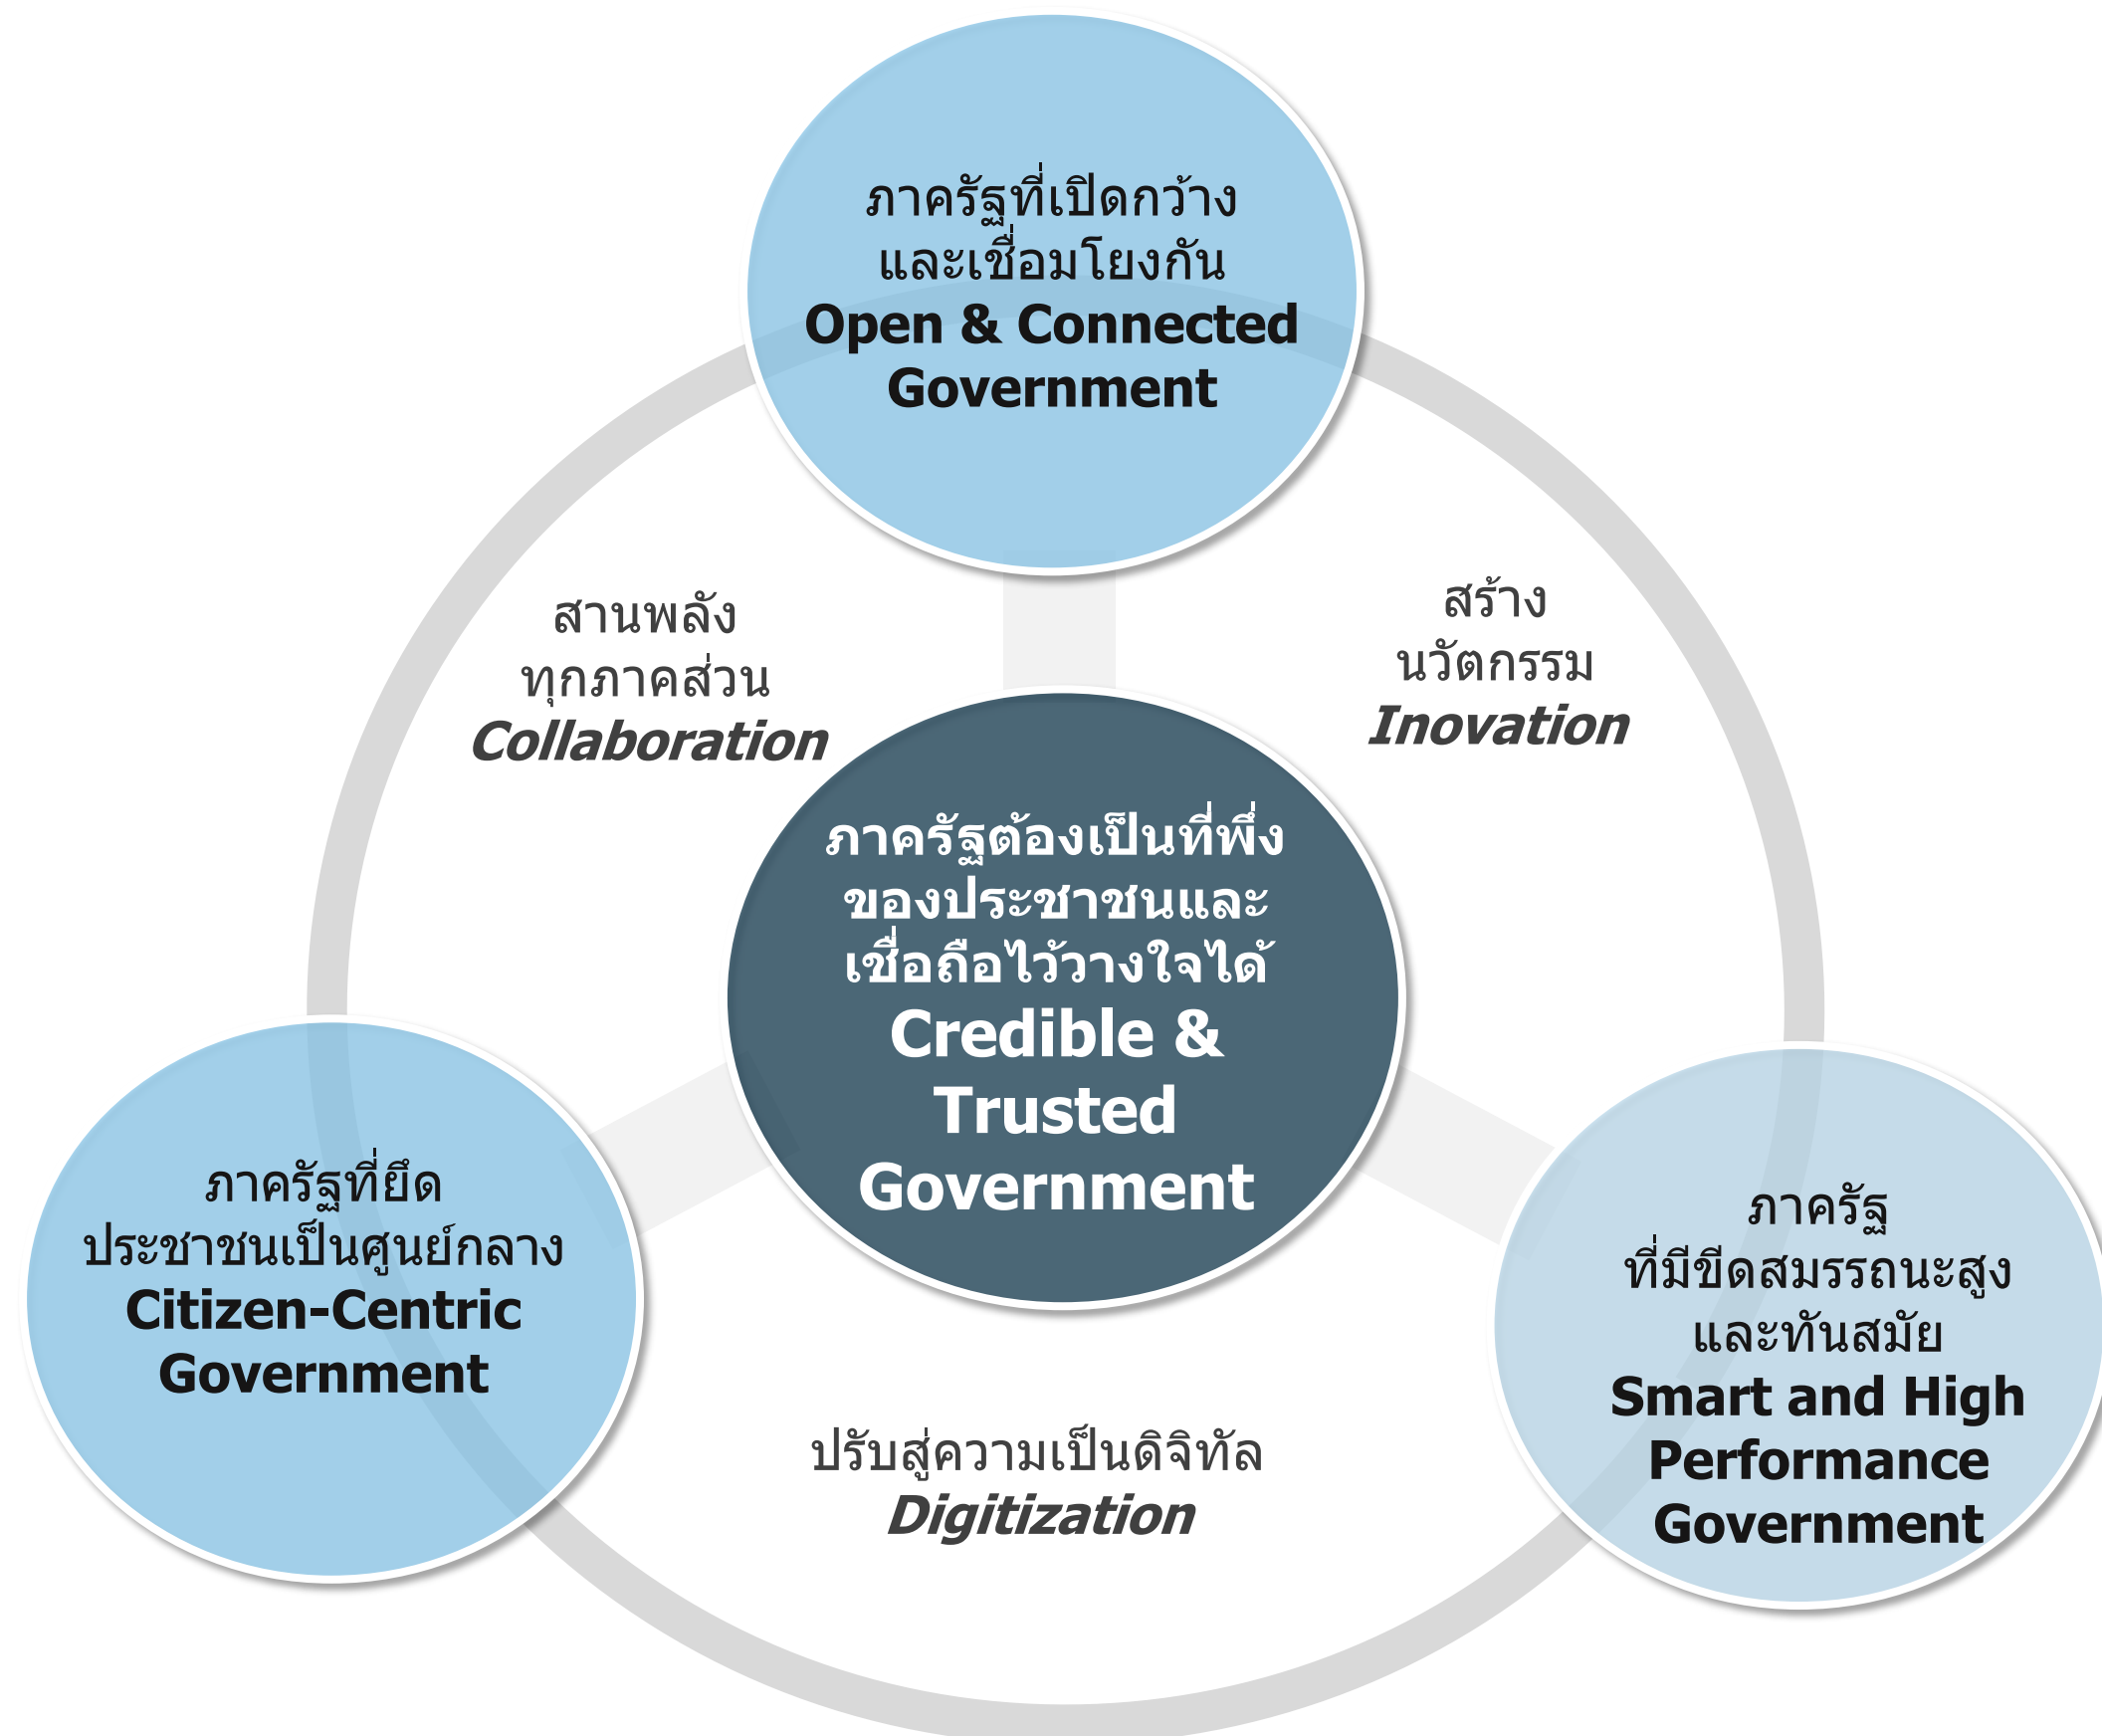 ภาครัฐที่เปิดกว้าง
และเชื่อมโยงกัน
Open & Connected
Government
สานพลัง
ทุกภาคส่วน
Collaboration
สร้าง
นวัตกรรม
Inovation
ภาครัฐต้องเป็นที่พึ่ง
ของประชาชนและ
เชื่อถือไว้วางใจได้
Credible &
Trusted
Government
ภาครัฐที่ยึด
ประชาชนเป็นศูนย์กลาง
Citizen-Centric
Government
ภาครัฐ
ที่มีขีดสมรรถนะสูง
และทันสมัย
Smart and High
Performance
Government
ปรับสู่ความเป็นดิจิทัล
Digitization